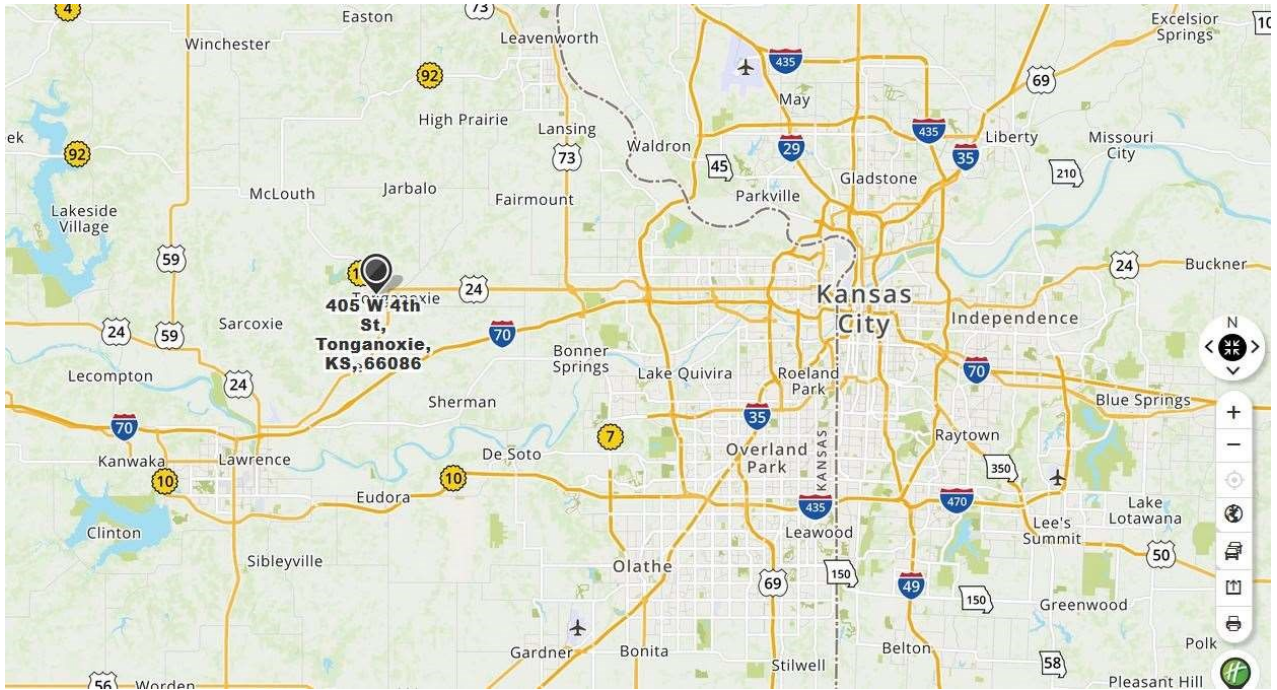 4
Easton
73
Excelsior
Springs
10
Winchester
Leavenworth
435
69
92
May
High Prairie
Lansing
435
Liberty
Missouri
City
ek
92
73
Waldron
29
35
45
Gladstone
210
McLouth
Jarbalo
Fairmount
Parkville
Lakeside
Village
59
24
Buckner
Tonganoxie
24
405 W 4th
St,
Tonganoxie,
KS, 66086
Kansas
City
Independence
N
24
59
Sarcoxie
70
Bonner
Springs
Lake Quivira
Roeland
Park
70
Lecompton
24
Sherman
Blue Springs
70
35
7
Overland
Park
KANSAS
Raytown
Kanwaka
Lawrence
De Soto
350
10
10
Eudora
435
470
Lake
Lotawana
Clinton
Leawood
Lee's
Summit
50
Sibleyville
Olathe
69
150
49
150
Greenwood
Gardner
Bonita
Stilwell
Belton
58
Polk
56
Worden
Pleasant Hill
H